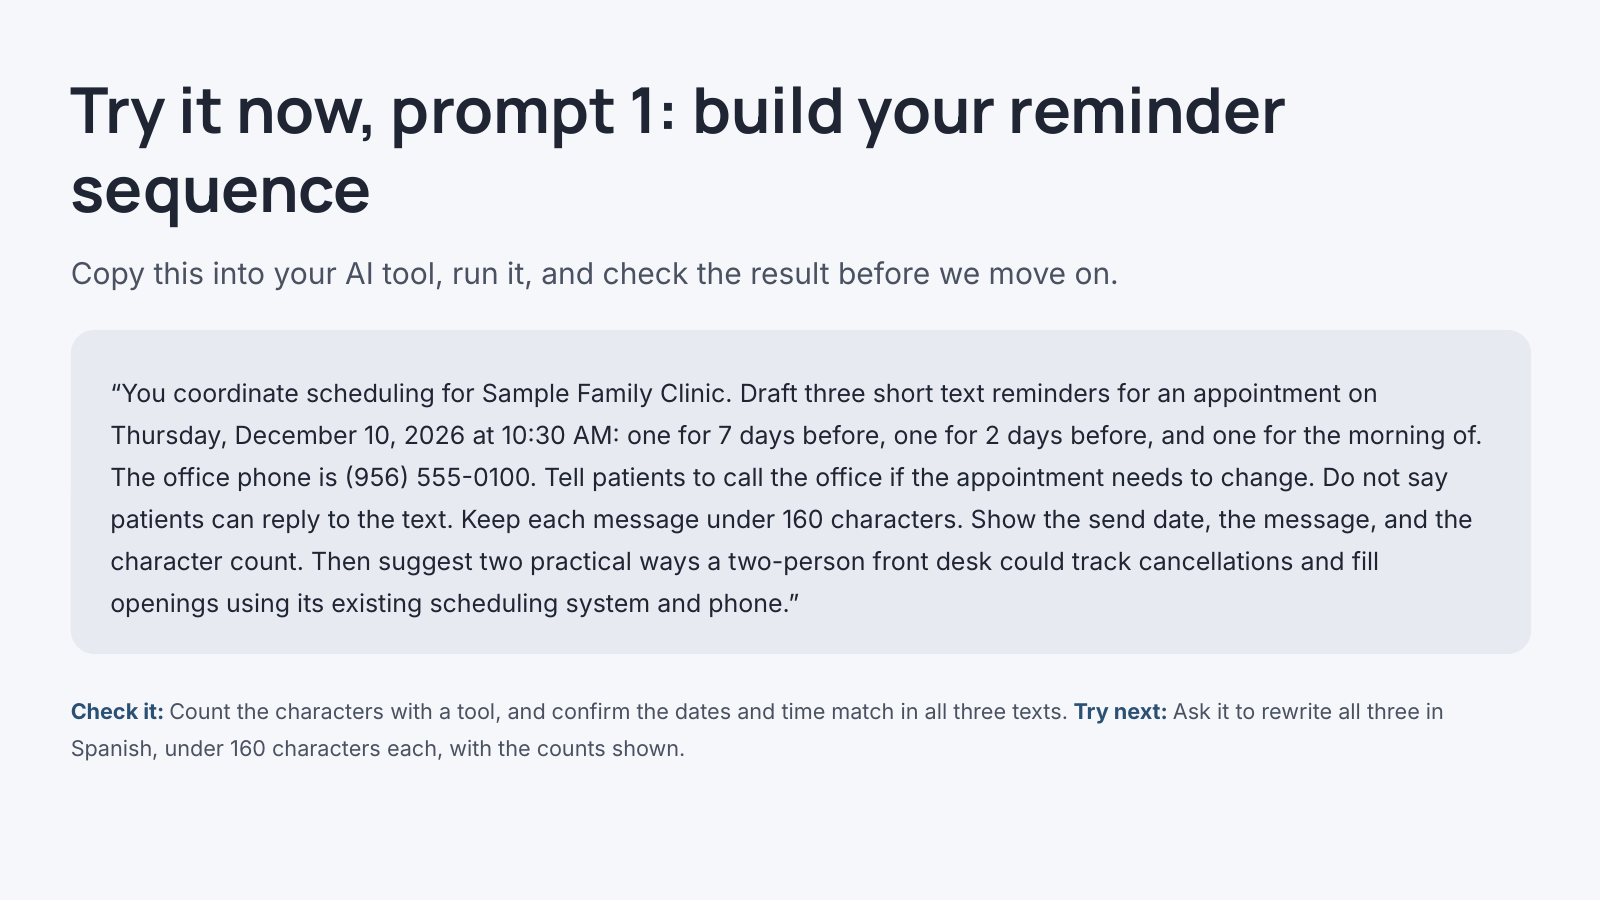 Try it now, prompt 1: build your reminder
sequence
Copy this into your AI tool, run it, and check the result before we move on.
“You coordinate scheduling for Sample Family Clinic. Draft three short text reminders for an appointment on
Thursday, December 10, 2026 at 10:30 AM: one for 7 days before, one for 2 days before, and one for the morning of.
The office phone is (956) 555-0100. Tell patients to call the office if the appointment needs to change. Do not say
patients can reply to the text. Keep each message under 160 characters. Show the send date, the message, and the
character count. Then suggest two practical ways a two-person front desk could track cancellations and fill
openings using its existing scheduling system and phone.”
Check it: Count the characters with a tool, and confirm the dates and time match in all three texts. Try next: Ask it to rewrite all three in
Spanish, under 160 characters each, with the counts shown.